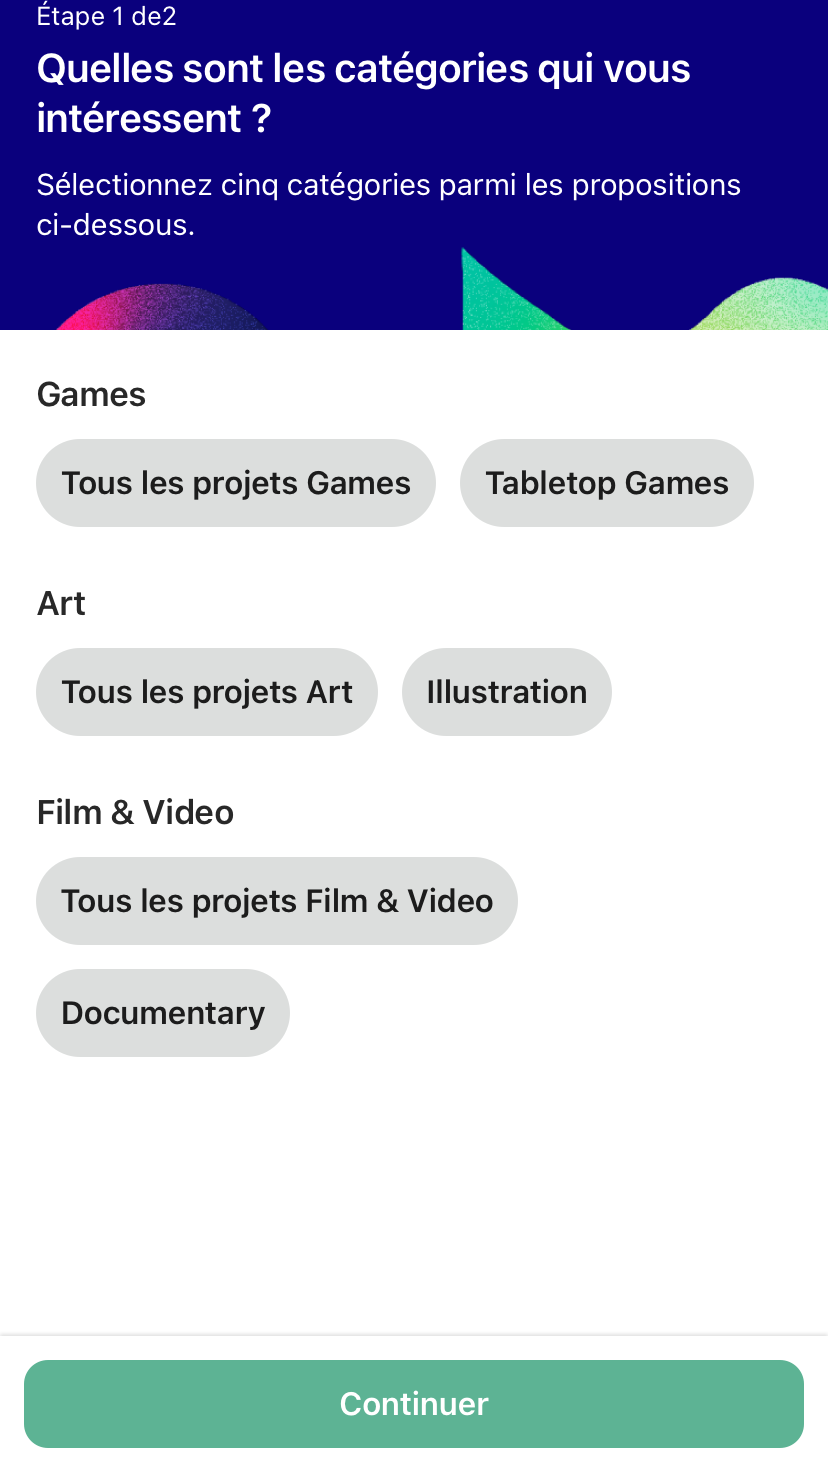 Étape 1 de2
Quelles sont les catégories qui vous
intéressent ?
Sélectionnez cinq catégories parmi les propositions
ci-dessous.
Games
Tous les projets Games
Tabletop Games
Art
Tous les projets Art
Illustration
Film & Video
Tous les projets Film & Video
Documentary
Continuer